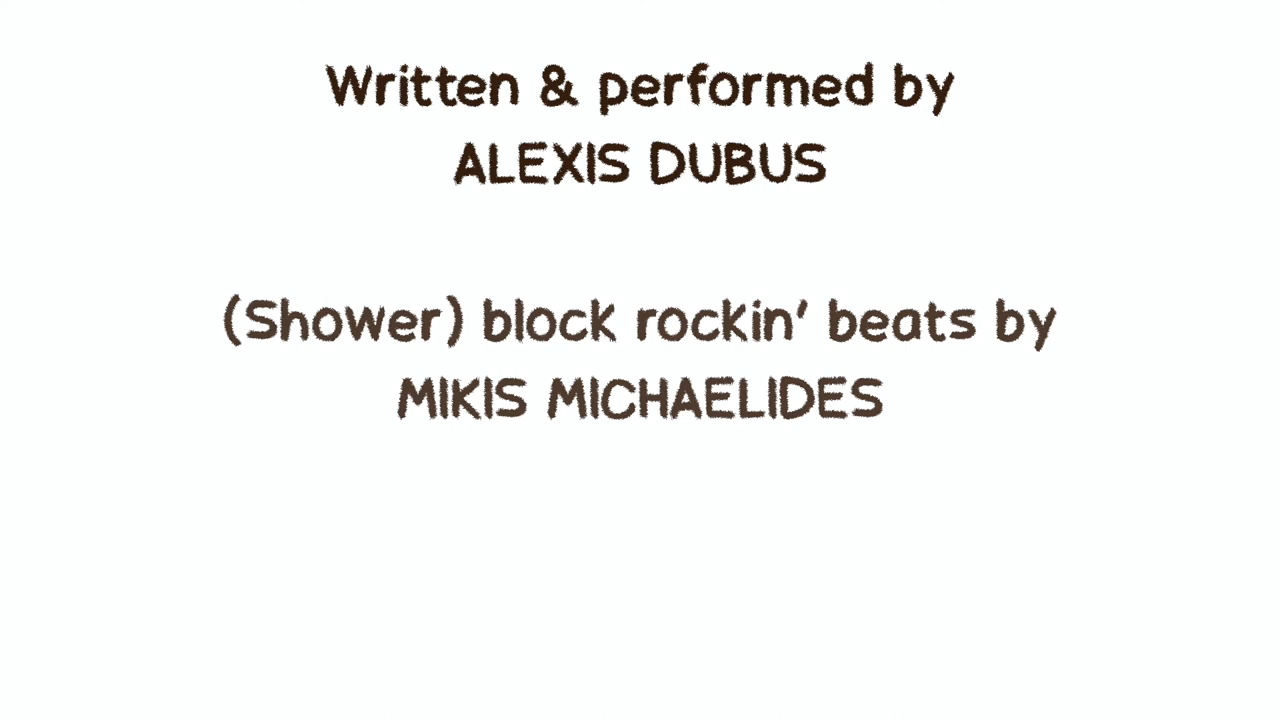 Written & performed by
ALEXIS DUBUS
(Shower) block rockin' beats by
MIKIS MICHAELIDES